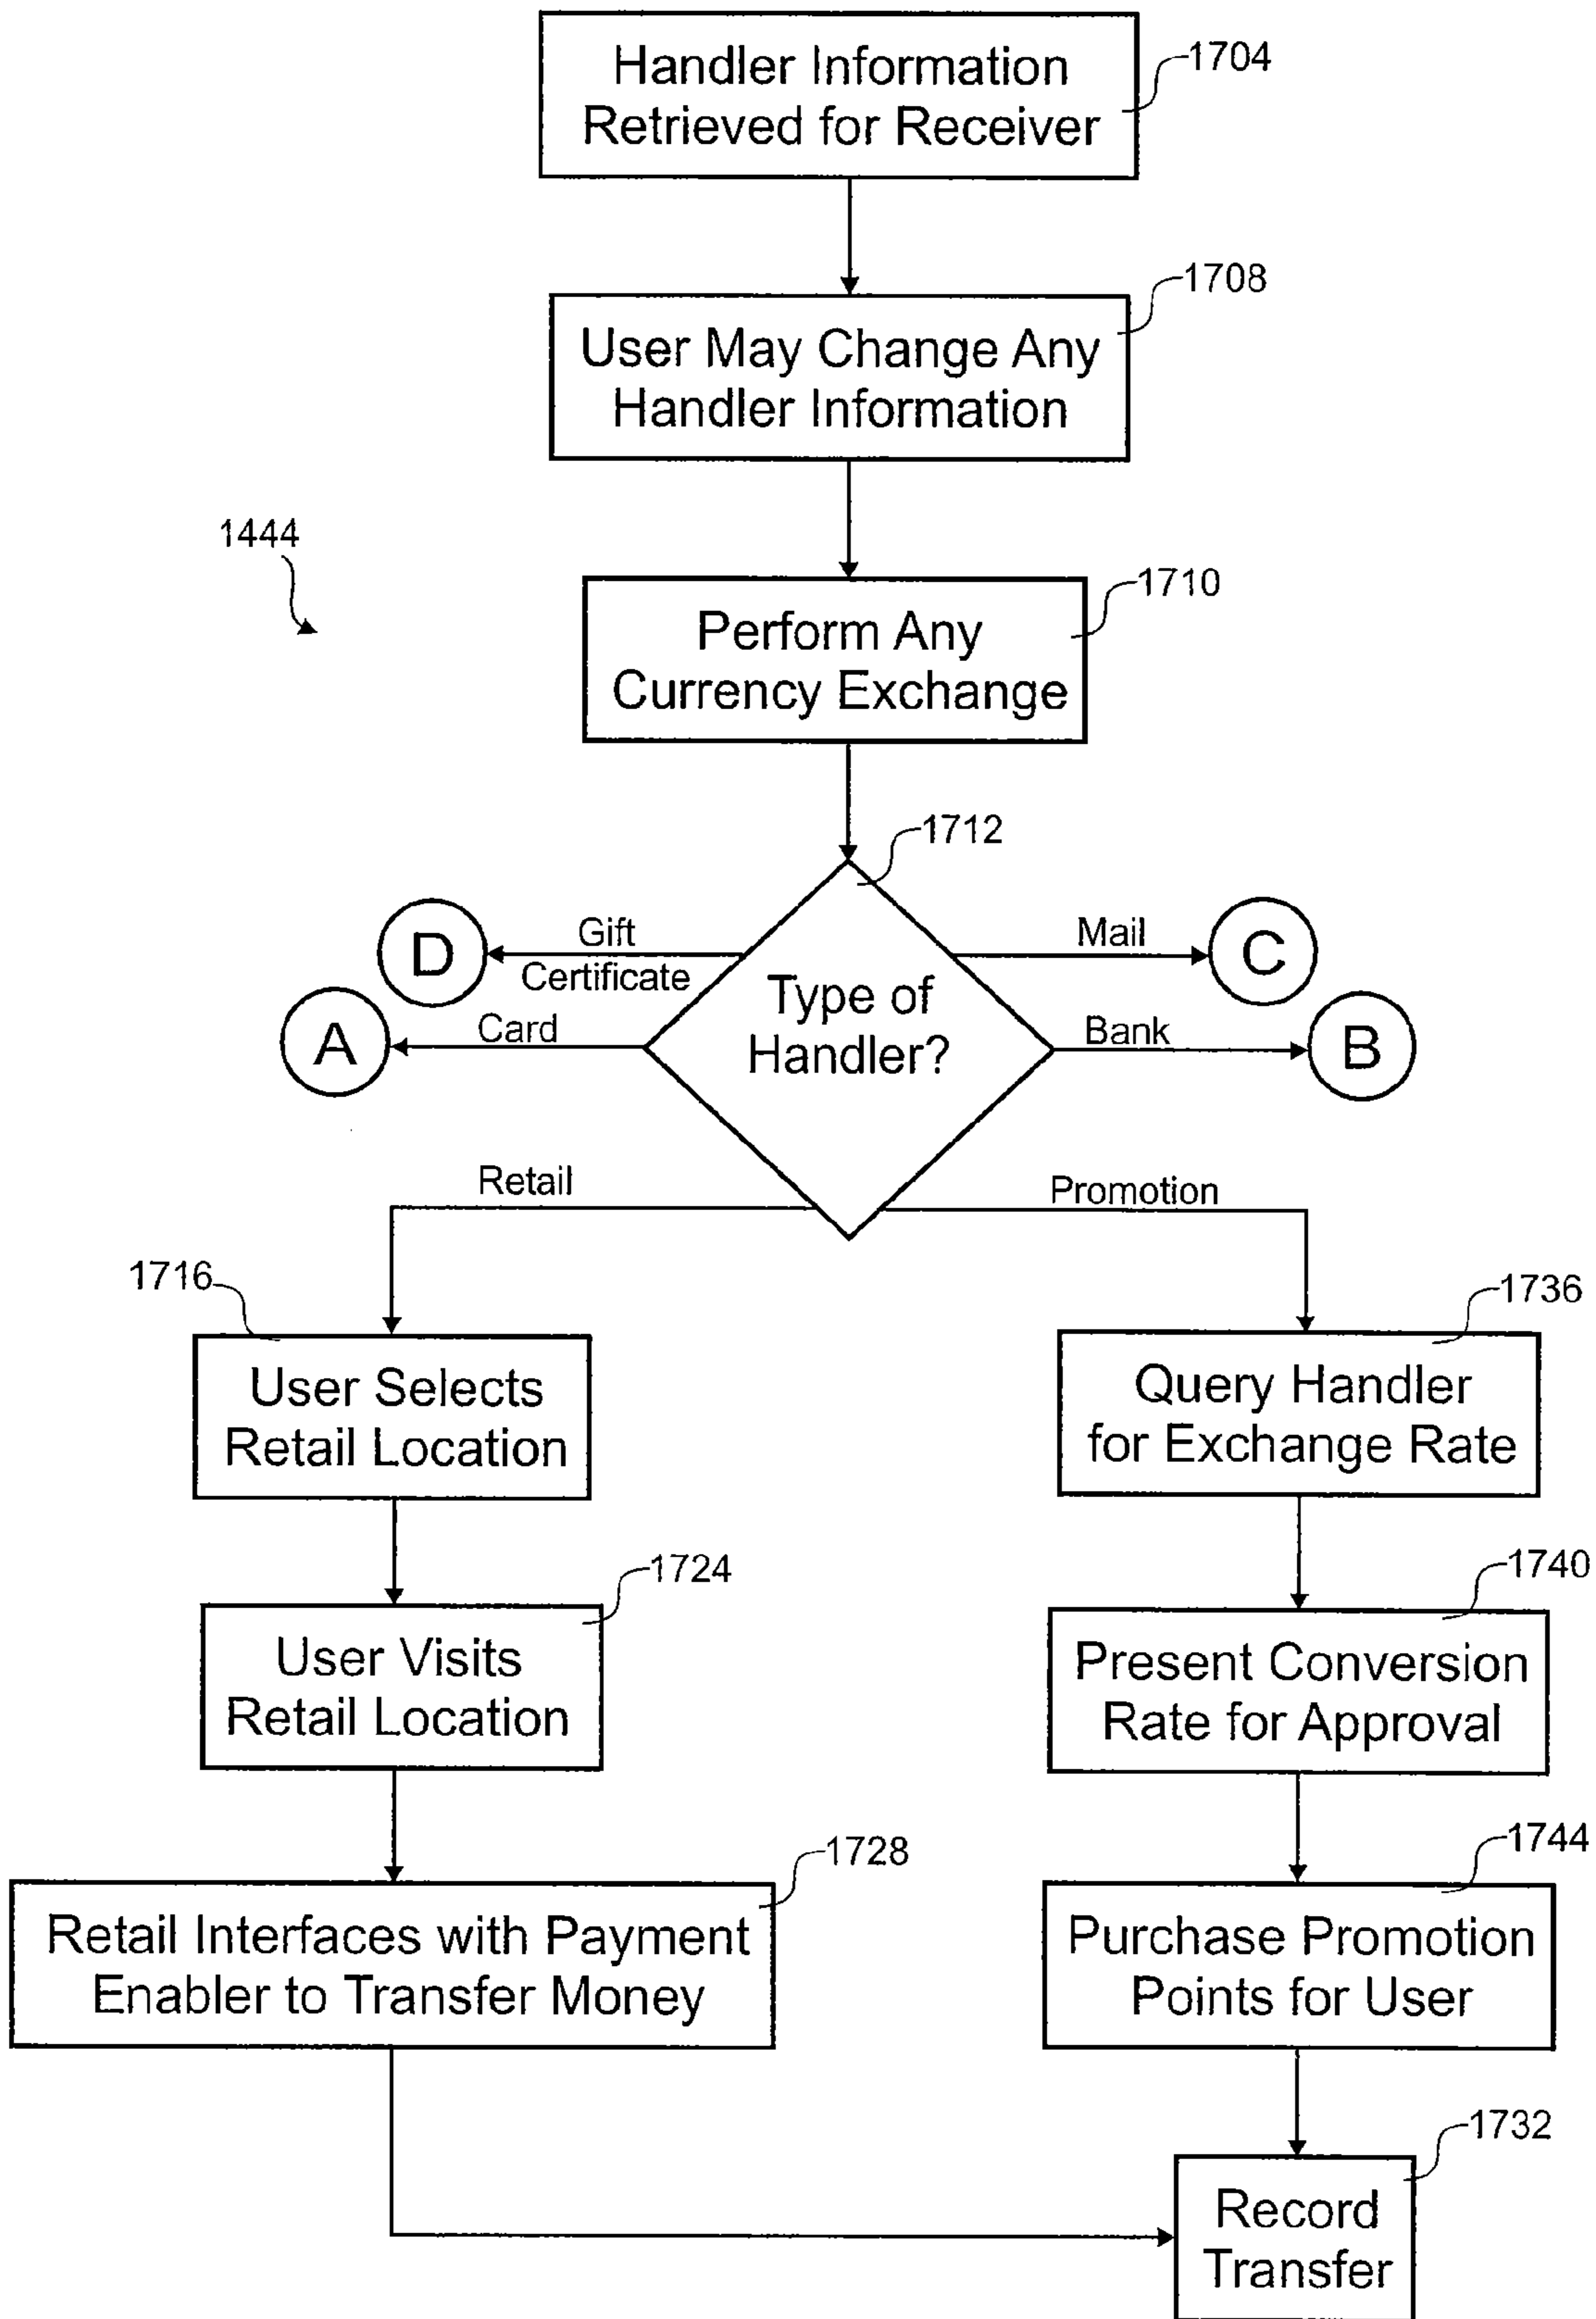 Handler Information
Retrieved for Receiver
1704
User May Change Any
Handler Information
1708
1444
Perform Any
Currency Exchange
1710
1712
Type of
Handler?
Gift
Certificate
D
Card
A
Mail
C
Bank
B
Retail
Promotion
1716
User Selects
Retail Location
1724
User Visits
Retail Location
1728
Retail Interfaces with Payment
Enabler to Transfer Money
1736
Query Handler
for Exchange Rate
1740
Present Conversion
Rate for Approval
1744
Purchase Promotion
Points for User
1732
Record
Transfer